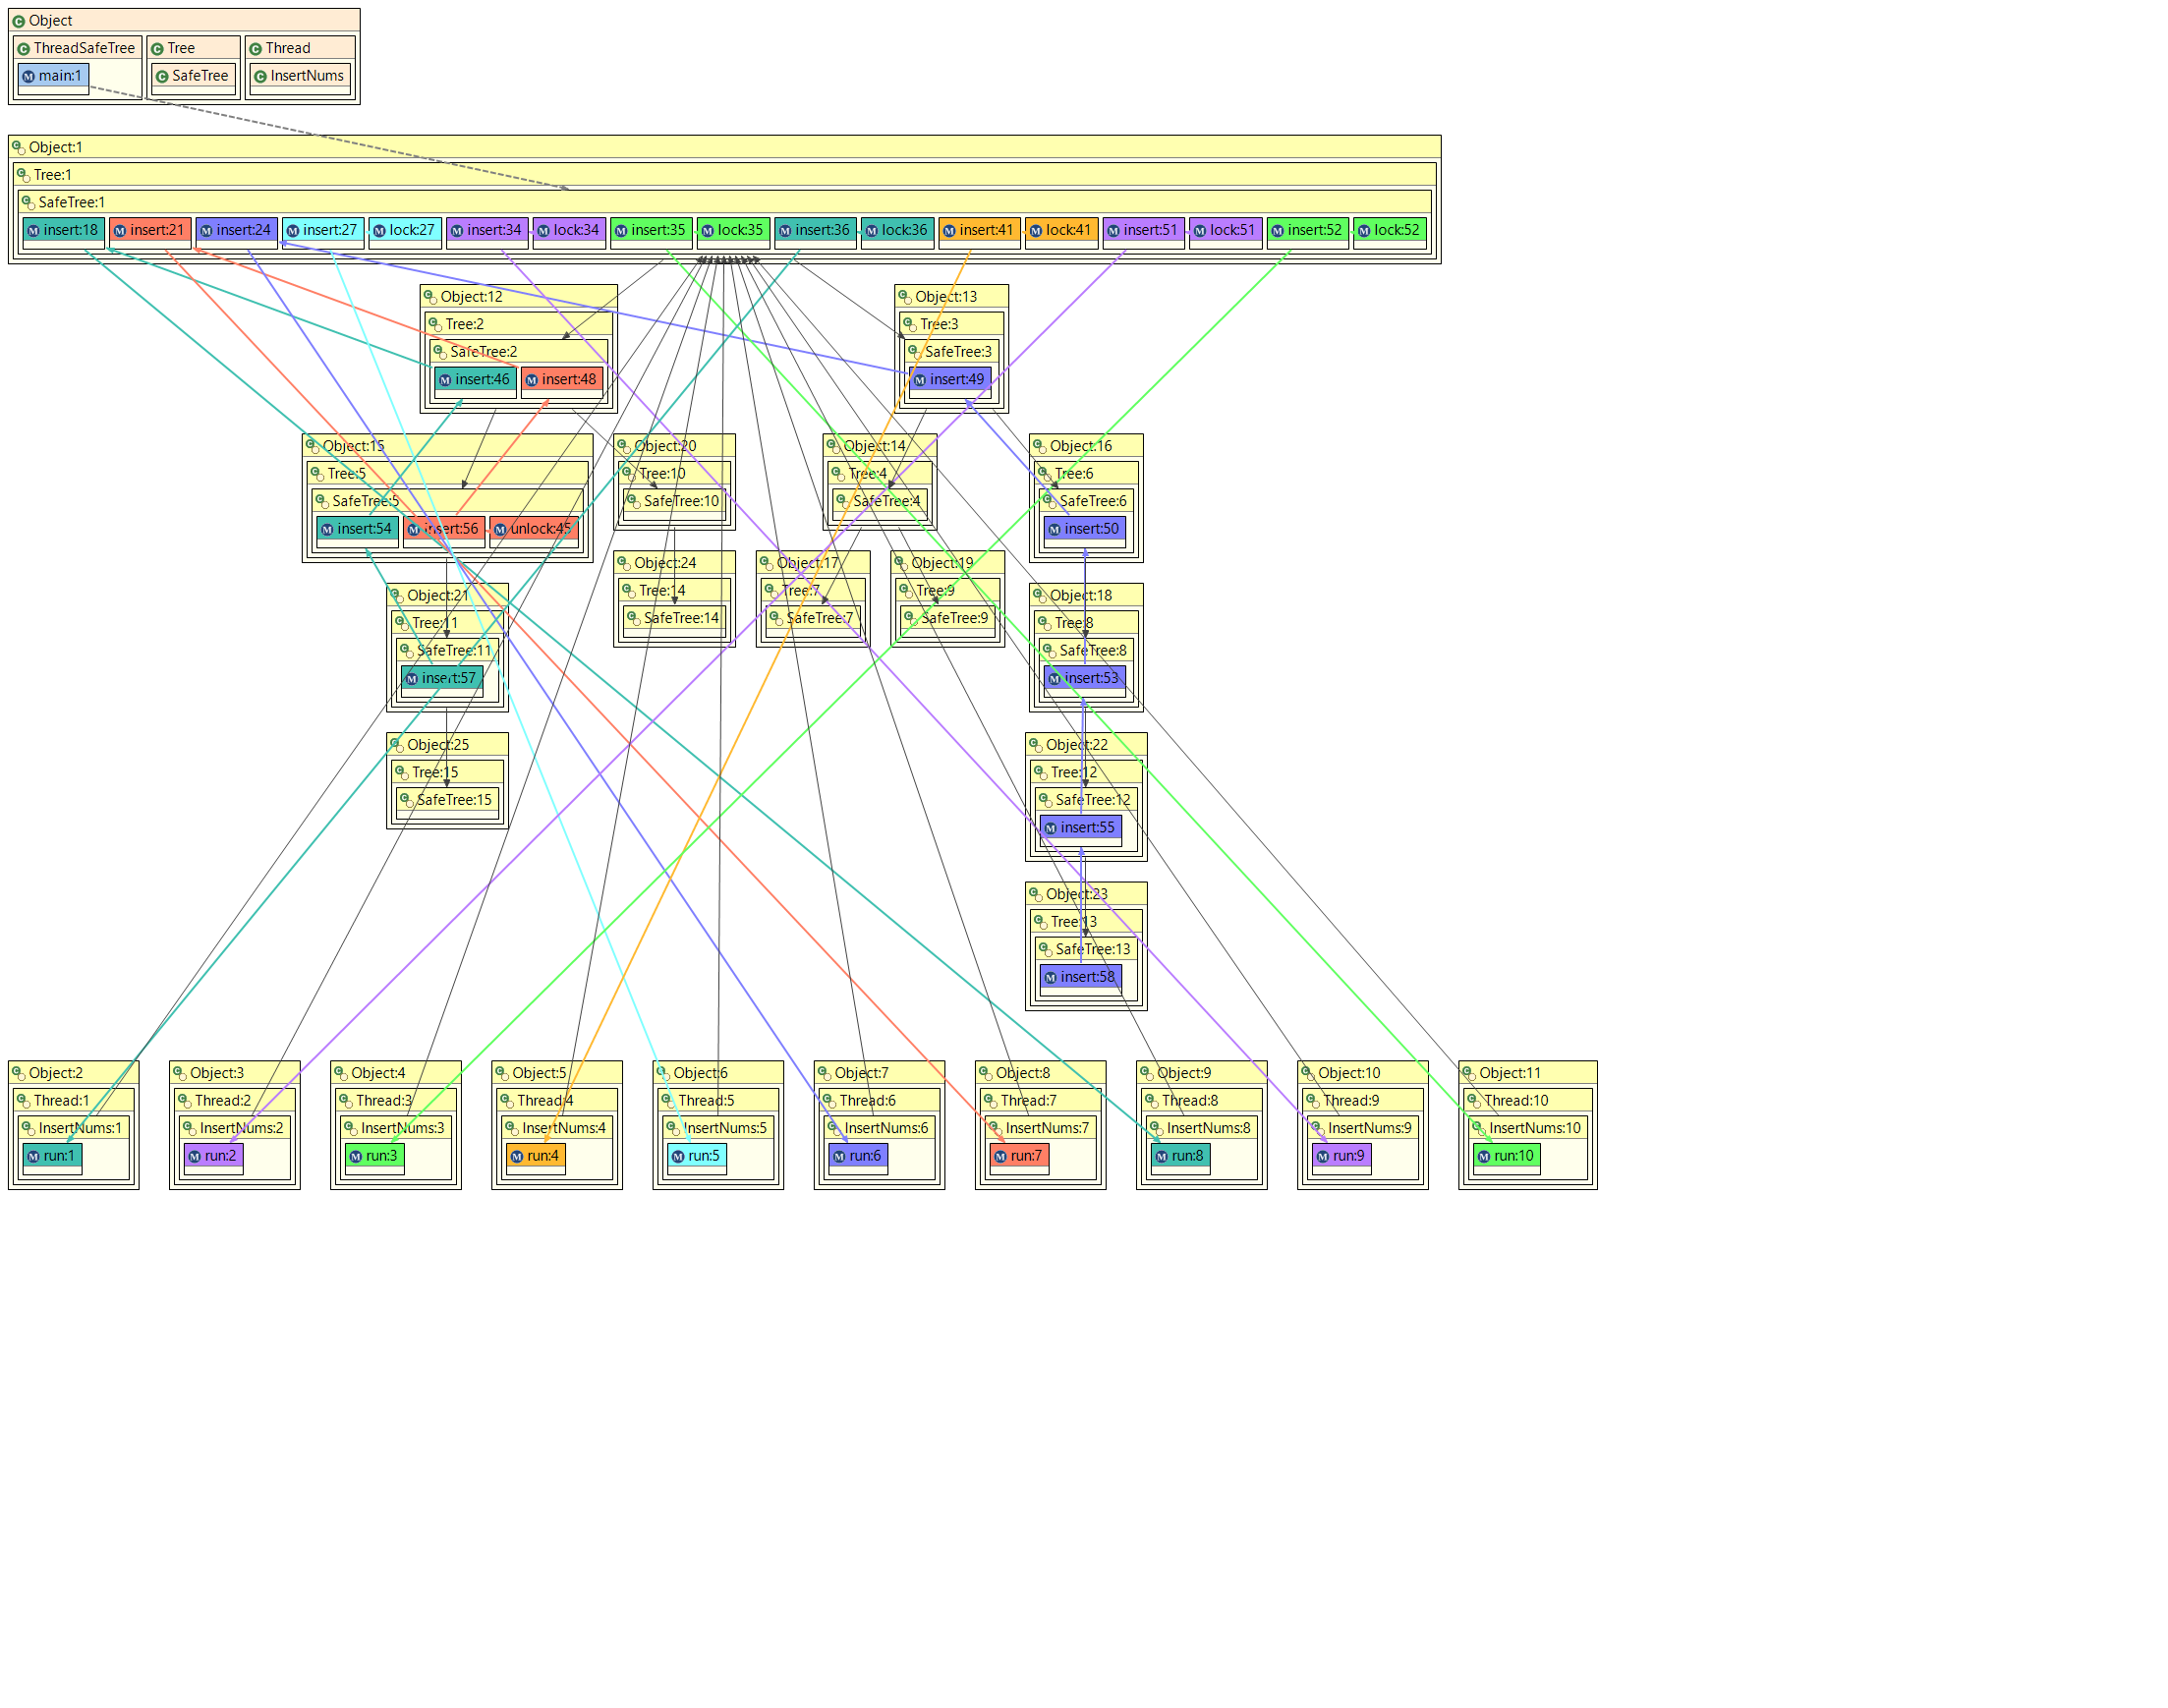 Object
ThreadSafeTree Tree Thread
main:1 SafeTree InsertNums
Object:1
Tree:1
SafeTree:1
insert:18 insert:21 insert:24 insert:27 lock:27 insert:34 lock:34 insert:35 lock:35 insert:36 lock:36 insert:41 lock:41 insert:51 lock:51 insert:52 lock:52
Object:12 Object:13
Tree:2 Tree:3
SafeTree:2 SafeTree:3
insert:46 insert:48 insert:49
Object:15 Object:20 Object:14 Object:16
Tree:5 Tree:10 Tree:4 Tree:6
SafeTree:5 SafeTree:10 SafeTree:4 SafeTree:6
insert:54 insert:56 unlock:45 insert:50
Object:24 Object:17 Object:19
Tree:14 Tree:7 Tree:9
SafeTree:14 SafeTree:7 SafeTree:9
Object:21 Object:18
Tree:11 Tree:8
SafeTree:11 SafeTree:8
insert:57 insert:53
Object:25 Object:22
Tree:15 Tree:12
SafeTree:15 SafeTree:12
insert:55
Object:23
Tree:13
SafeTree:13
insert:58
Object:2 Object:3 Object:4 Object:5 Object:6 Object:7 Object:8 Object:9 Object:10 Object:11
Thread:1 Thread:2 Thread:3 Thread:4 Thread:5 Thread:6 Thread:7 Thread:8 Thread:9 Thread:10
InsertNums:1 InsertNums:2 InsertNums:3 InsertNums:4 InsertNums:5 InsertNums:6 InsertNums:7 InsertNums:8 InsertNums:9 InsertNums:10
run:1 run:2 run:3 run:4 run:5 run:6 run:7 run:8 run:9 run:10